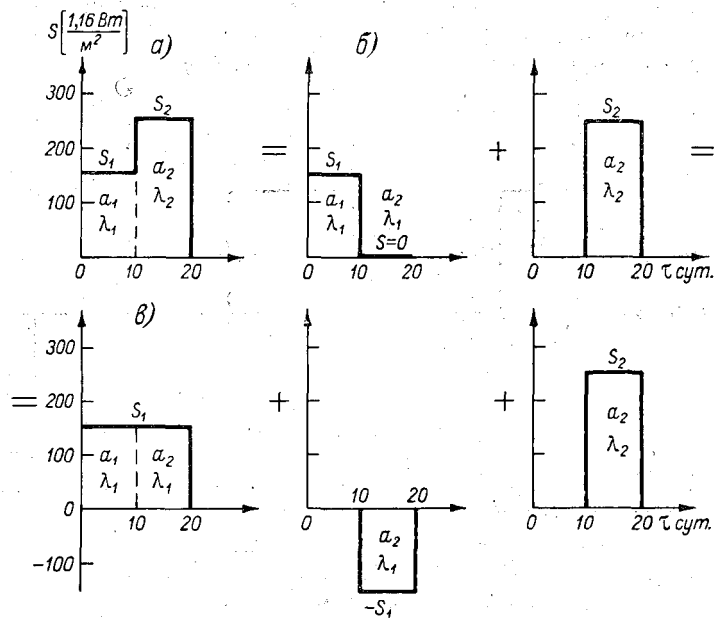 S[1,16 Вт/м²] а) б)
300 S₂ S₂
200 = S₁ + =
S₁ a₂ λ₂ a₂ λ₂
100 a₁ λ₁ a₁ λ₁ a₂ λ₁
S=0
0 10 20 0 10 20 0 10 20 τ сут.
в)
300 S₂
= 200 + +
S₁ a₂ λ₂
100 a₁ λ₁ a₂ λ₁
10 20
0 10 20 0 0 10 20 τ сут.
a₂ λ₁
-100
-S₁